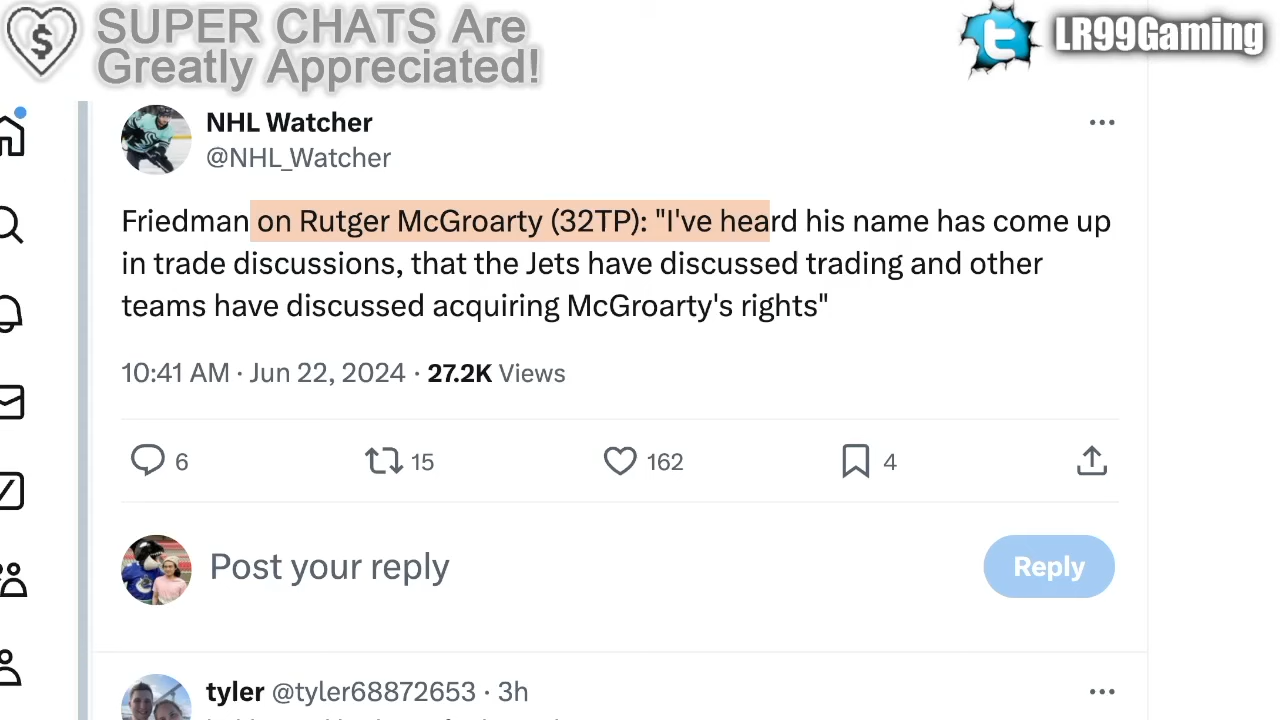 SUPER CHATS Are
Greatly Appreciated!
LR99Gaming
NHL Watcher
@NHL_Watcher
Friedman on Rutger McGroarty (32TP): "I've heard his name has come up
in trade discussions, that the Jets have discussed trading and other
teams have discussed acquiring McGroarty's rights"
10:41 AM · Jun 22, 2024 · 27.2K Views
6 15 162 4
Post your reply
Reply
tyler @tyler68872653 · 3h